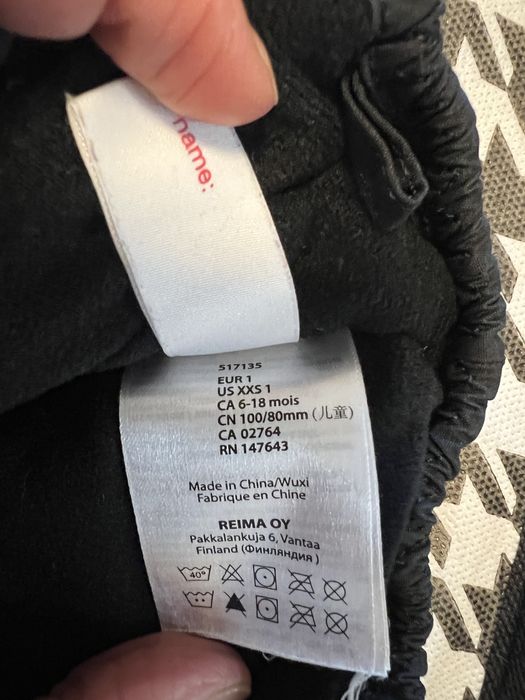 name:
517135
EUR 1
US XXS 1
CA 6-18 mois
CN 100/80mm (儿童)
CA 02764
RN 147643
Made in China/Wuxi
Fabrique en Chine
REIMA OY
Pakkalankuja 6, Vantaa
Finland (Финляндия )
40°